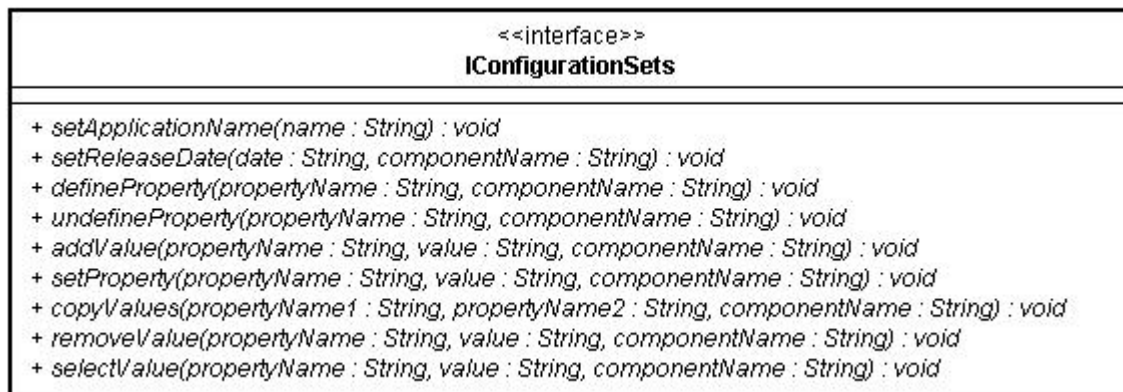 <<interface>>
IConfigurationSets
+ setApplicationName(name : String) : void
+ setReleaseDate(date : String, componentName : String) : void
+ defineProperty(propertyName : String, componentName : String) : void
+ undefineProperty(propertyName : String, componentName : String) : void
+ addValue(propertyName : String, value : String, componentName : String) : void
+ setProperty(propertyName : String, value : String, componentName : String) : void
+ copyValues(propertyName1 : String, propertyName2 : String, componentName : String) : void
+ removeValue(propertyName : String, value : String, componentName : String) : void
+ selectValue(propertyName : String, value : String, componentName : String) : void